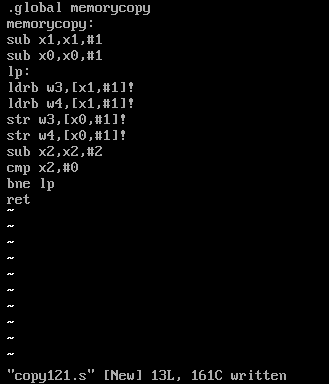 .global memorycopy
memorycopy:
sub x1,x1,#1
sub x0,x0,#1
lp:
ldrb w3,[x1,#1]!
ldrb w4,[x1,#1]!
str w3,[x0,#1]!
str w4,[x0,#1]!
sub x2,x2,#2
cmp x2,#0
bne lp
ret
~
~
~
~
~
~
~
~
~
~
"copy121.s" [New] 13L, 161C written